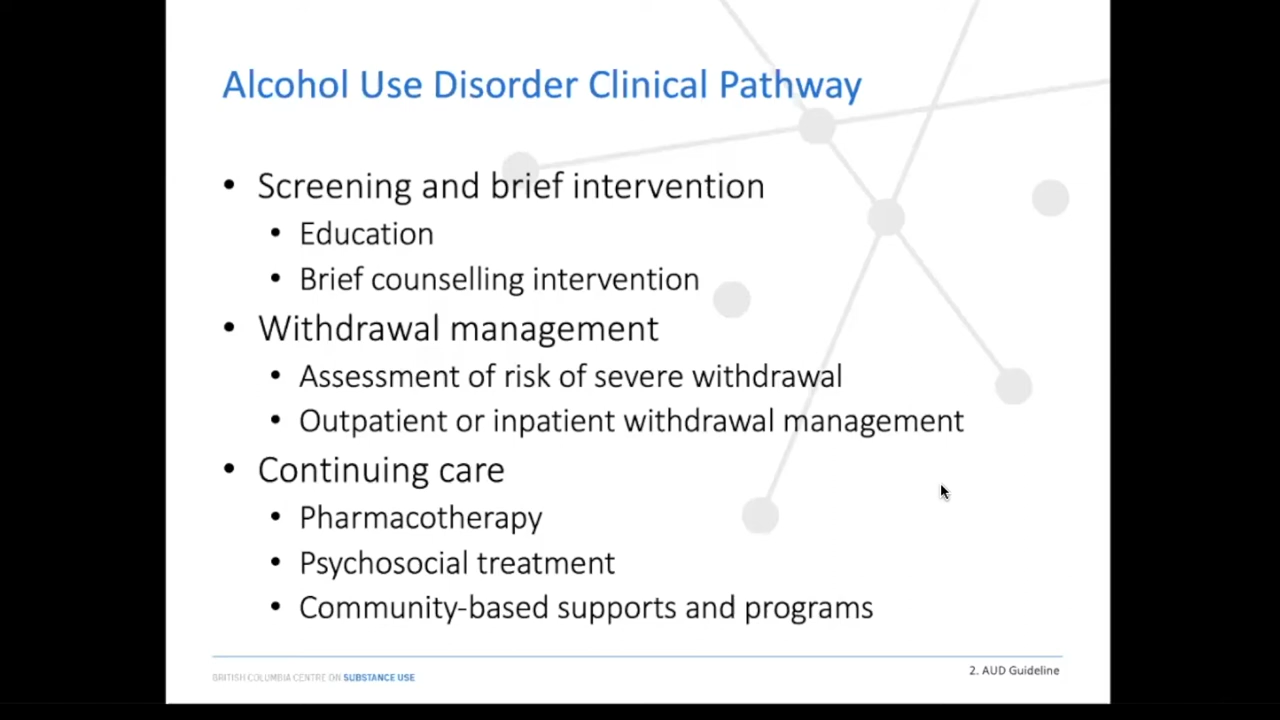 Alcohol Use Disorder Clinical Pathway
• Screening and brief intervention
• Education
• Brief counselling intervention
• Withdrawal management
• Assessment of risk of severe withdrawal
• Outpatient or inpatient withdrawal management
• Continuing care
• Pharmacotherapy
• Psychosocial treatment
• Community-based supports and programs
2. AUD Guideline
BRITISH COLUMBIA CENTRE ON SUBSTANCE USE